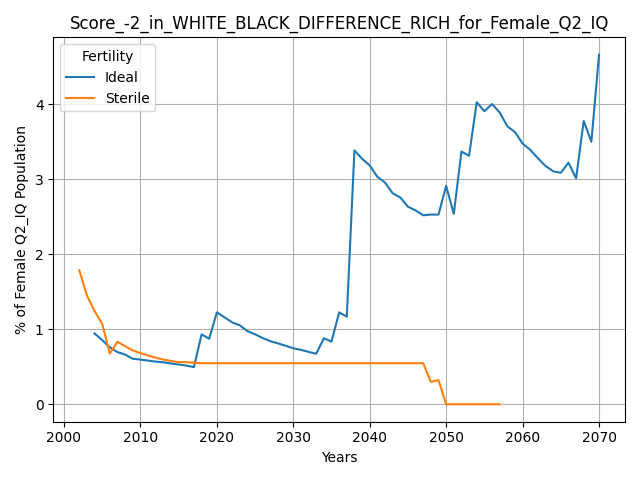 Score_-2_in_WHITE_BLACK_DIFFERENCE_RICH_for_Female_Q2_IQ
Fertility
Ideal
Sterile
% of Female Q2_IQ Population
4
3
2
1
0
2000 2010 2020 2030 2040 2050 2060 2070
Years